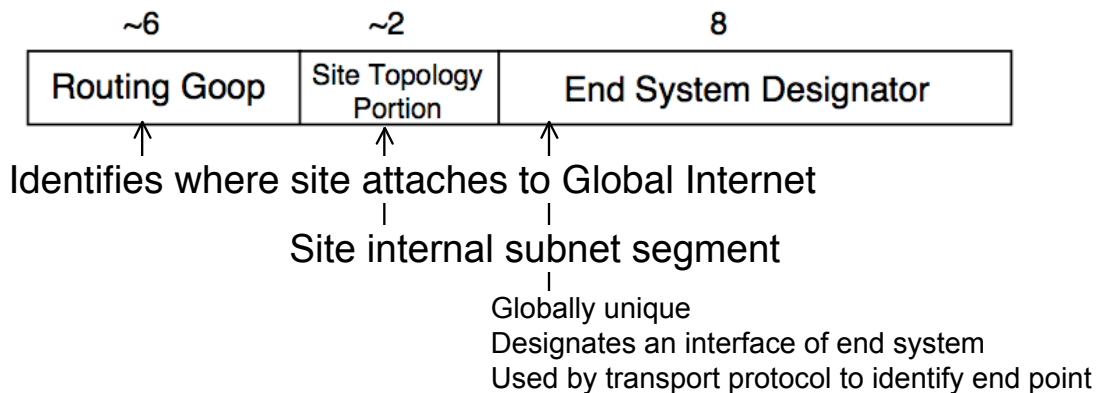 ~6 ~2 8
Routing Goop
Site Topology
Portion
End System Designator
Identifies where site attaches to Global Internet
Site internal subnet segment
Globally unique
Designates an interface of end system
Used by transport protocol to identify end point